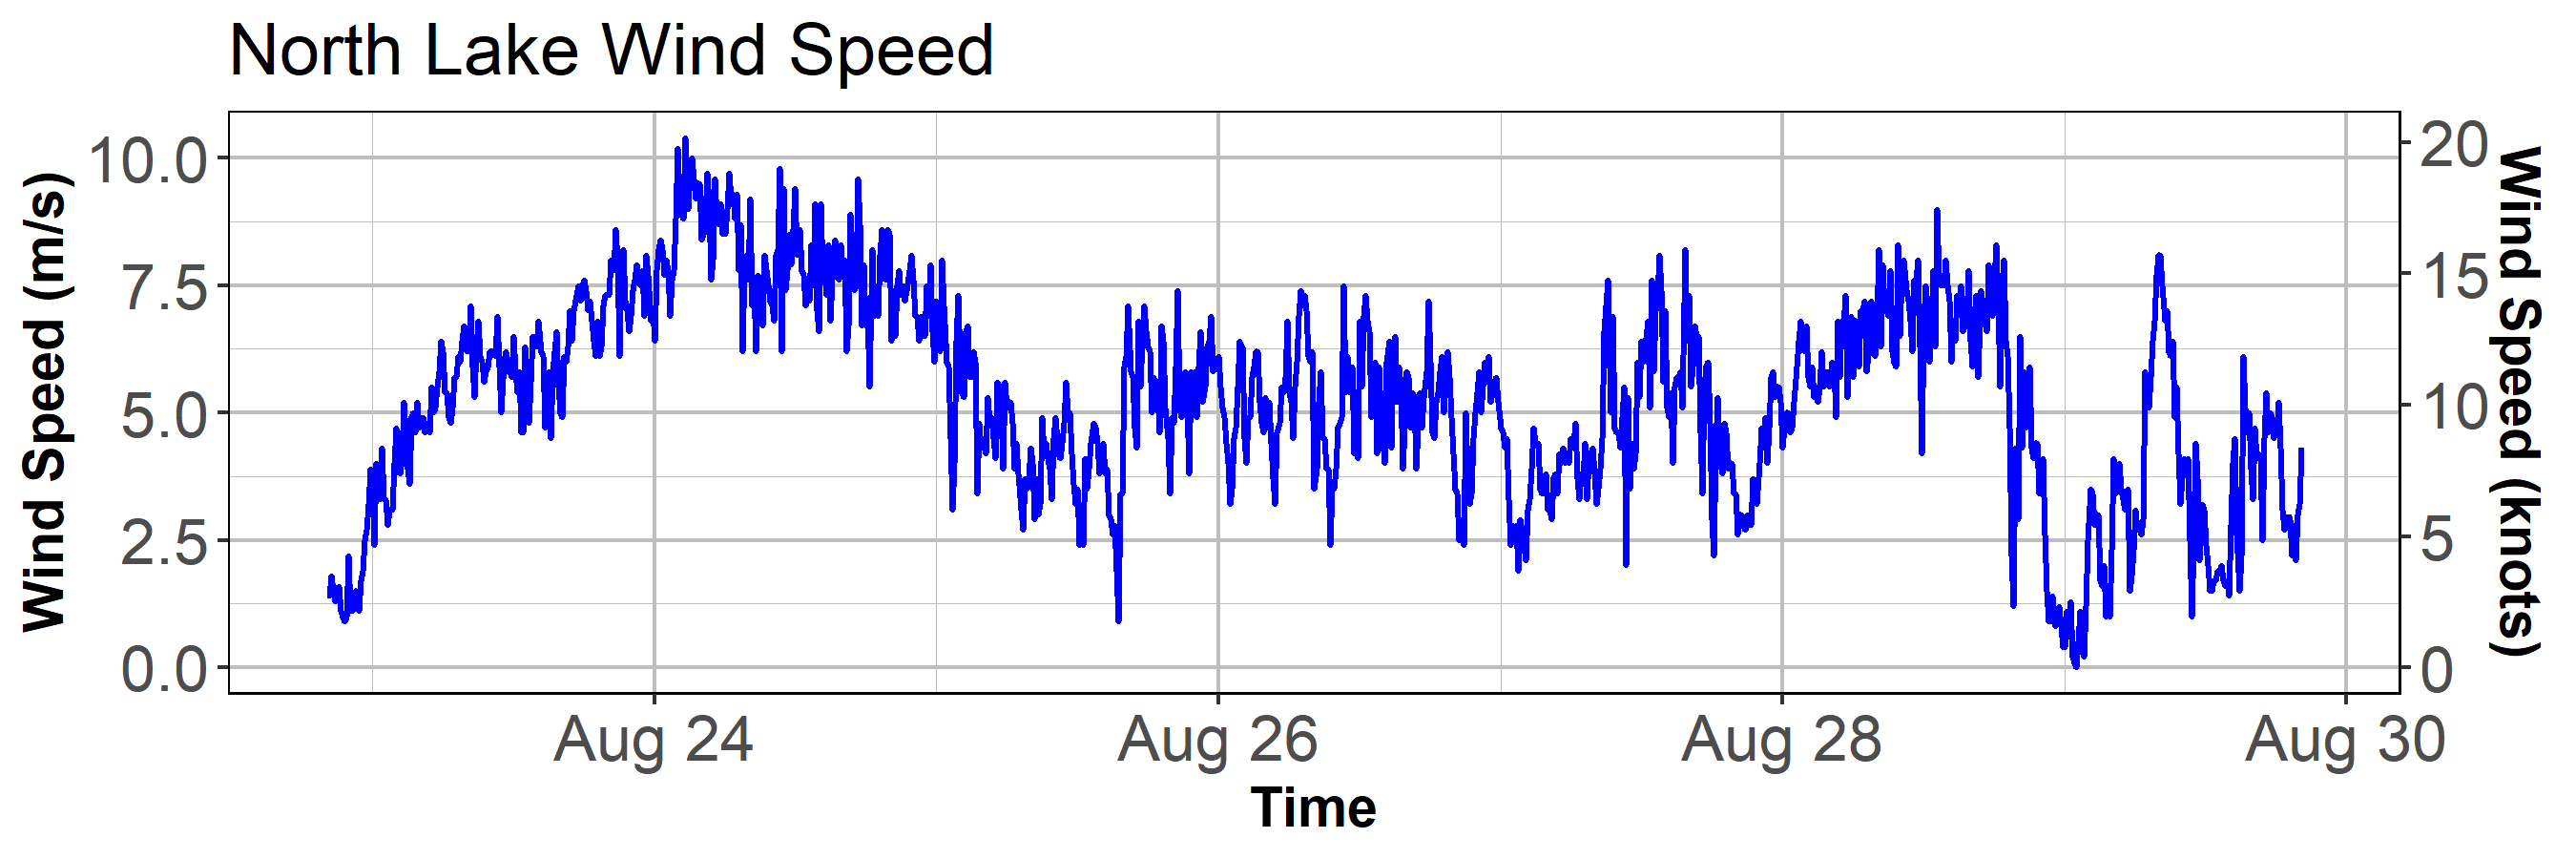 North Lake Wind Speed
Wind Speed (m/s)
10.0
7.5
5.0
2.5
0.0
20
15
10
5
0
Wind Speed (knots)
Aug 24
Aug 26
Aug 28
Aug 30
Time